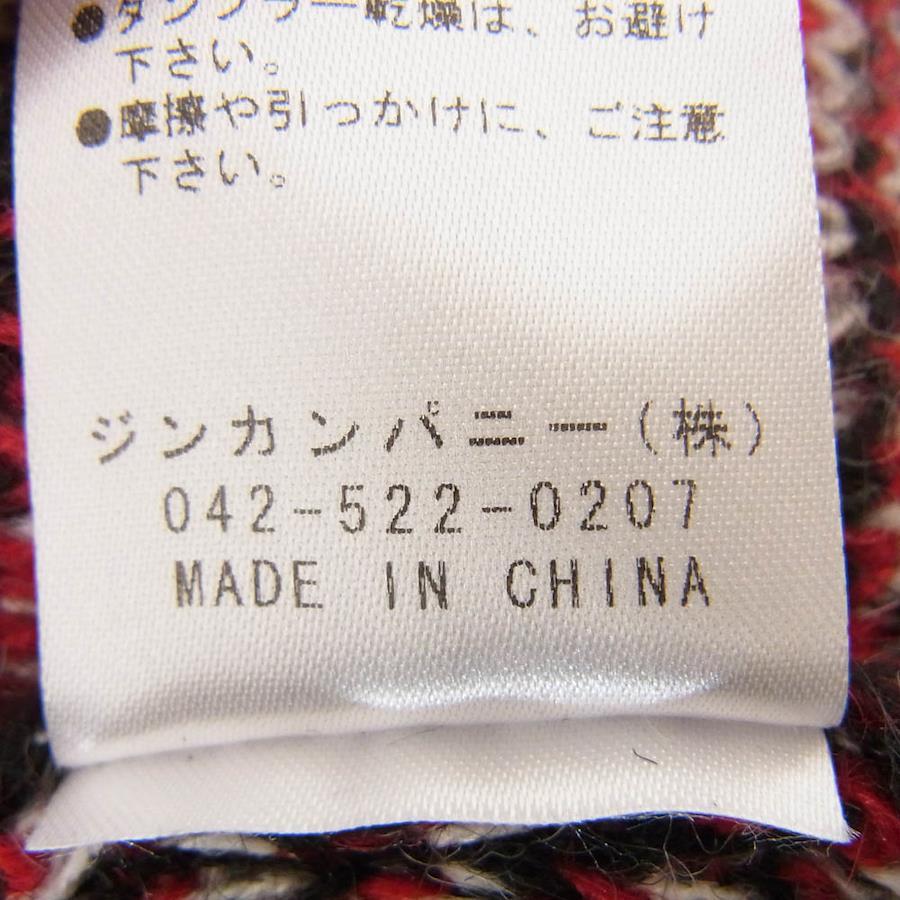 ●タンブラー乾燥は、お避け
下さい。
●摩擦や引っかけに、ご注意
下さい。
ジンカンパニー(株)
042-522-0207
MADE IN CHINA